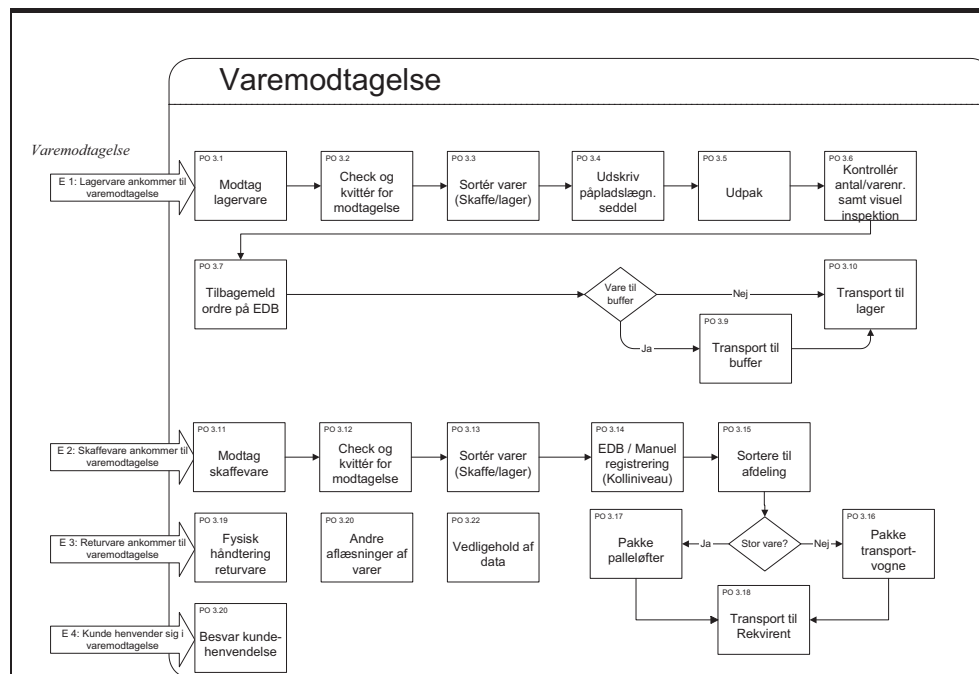 Varemodtagelse
Varemodtagelse
E 1: Lagervare ankommer til
varemodtagelse
PO 3.1
Modtag
lagervare
PO 3.2
Check og
kvittér for
modtagelse
PO 3.3
Sortér varer
(Skaffe/lager)
PO 3.4
Udskriv
påpladslægn.
seddel
PO 3.5
Udpak
PO 3.6
Kontrollér
antal/varenr.
samt visuel
inspektion
PO 3.7
Tilbagemeld
ordre på EDB
Vare til
buffer
Nej
Ja
PO 3.9
Transport til
buffer
PO 3.10
Transport til
lager
E 2: Skaffevare ankommer til
varemodtagelse
PO 3.11
Modtag
skaffevare
PO 3.12
Check og
kvittér for
modtagelse
PO 3.13
Sortér varer
(Skaffe/lager)
PO 3.14
EDB / Manuel
registrering
(Kolliniveau)
PO 3.15
Sortere til
afdeling
E 3: Returvare ankommer til
varemodtagelse
PO 3.19
Fysisk
håndtering
returvare
PO 3.20
Andre
aflæsninger af
varer
PO 3.22
Vedligehold af
data
PO 3.17
Pakke
palleløfter
Ja
Stor vare?
Nej
PO 3.16
Pakke
transport-
vogne
PO 3.18
Transport til
Rekvirent
E 4: Kunde henvender sig i
varemodtagelse
PO 3.20
Besvar kunde-
henvendelse